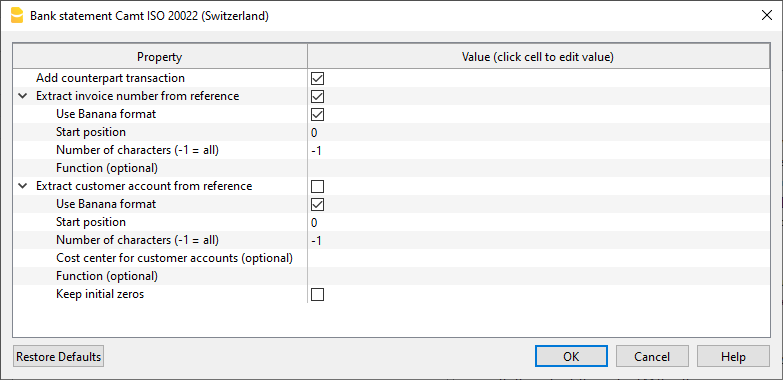 Bank statement Camt ISO 20022 (Switzerland)
Property Value (click cell to edit value)
Add counterpart transaction
Extract invoice number from reference
Use Banana format
Start position 0
Number of characters (-1 = all) -1
Function (optional)
Extract customer account from reference
Use Banana format
Start position 0
Number of characters (-1 = all) -1
Cost center for customer accounts (optional)
Function (optional)
Keep initial zeros
Restore Defaults OK Cancel Help